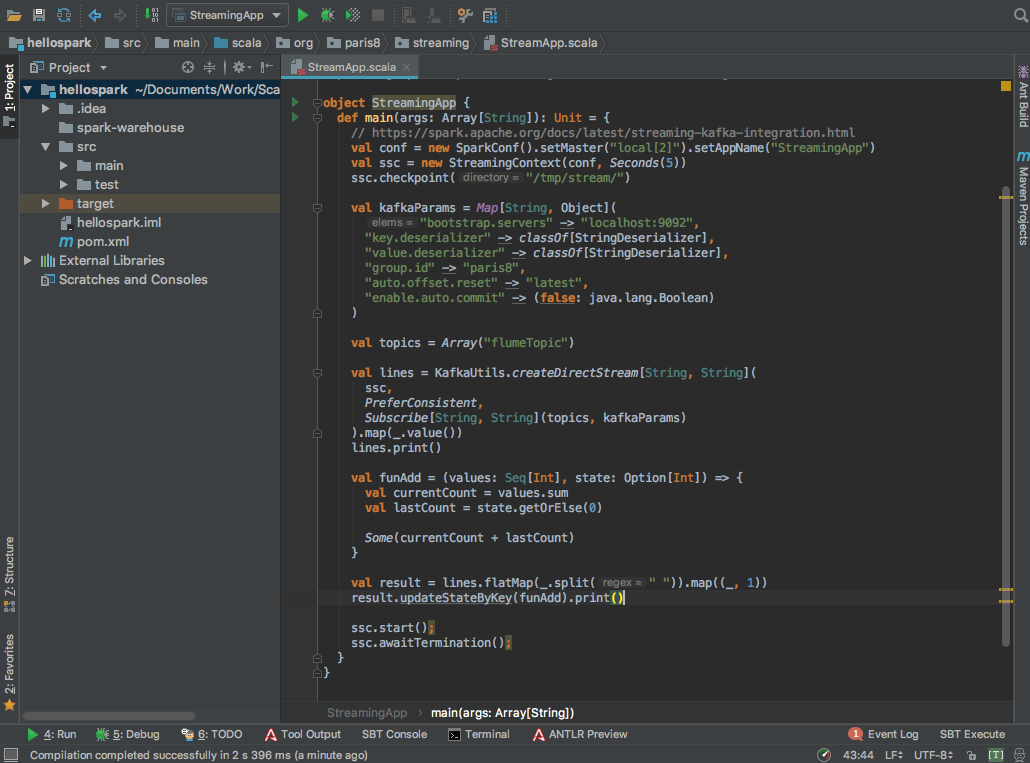 StreamingApp
hellospark
src
main
scala
org
paris8
streaming
StreamApp.scala
1: Project
Project
StreamApp.scala
hellospark ~/Documents/Work/Sca
.idea
spark-warehouse
src
main
test
target
hellospark.iml
pom.xml
External Libraries
Scratches and Consoles
object StreamingApp {
def main(args: Array[String]): Unit = {
// https://spark.apache.org/docs/latest/streaming-kafka-integration.html
val conf = new SparkConf().setMaster("local[2]").setAppName("StreamingApp")
val ssc = new StreamingContext(conf, Seconds(5))
ssc.checkpoint( directory = "/tmp/stream/")
val kafkaParams = Map[String, Object](
elems = "bootstrap.servers" -> "localhost:9092",
"key.deserializer" -> classOf[StringDeserializer],
"value.deserializer" -> classOf[StringDeserializer],
"group.id" -> "paris8",
"auto.offset.reset" -> "latest",
"enable.auto.commit" -> (false: java.lang.Boolean)
)
val topics = Array("flumeTopic")
val lines = KafkaUtils.createDirectStream[String, String](
ssc,
PreferConsistent,
Subscribe[String, String](topics, kafkaParams)
).map(_.value())
lines.print()
val funAdd = (values: Seq[Int], state: Option[Int]) => {
val currentCount = values.sum
val lastCount = state.getOrElse(0)
Some(currentCount + lastCount)
}
val result = lines.flatMap(_.split( regex = " ")).map((_, 1))
result.updateStateByKey(funAdd).print()
ssc.start();
ssc.awaitTermination();
}
}
StreamingApp › main(args: Array[String])
Ant Build
Maven Projects
Z: Structure
2: Favorites
4: Run
5: Debug
6: TODO
Tool Output
SBT Console
Terminal
ANTLR Preview
1 Event Log
SBT Execute
Compilation completed successfully in 2 s 396 ms (a minute ago)
43:44
LF
UTF-8
[T]